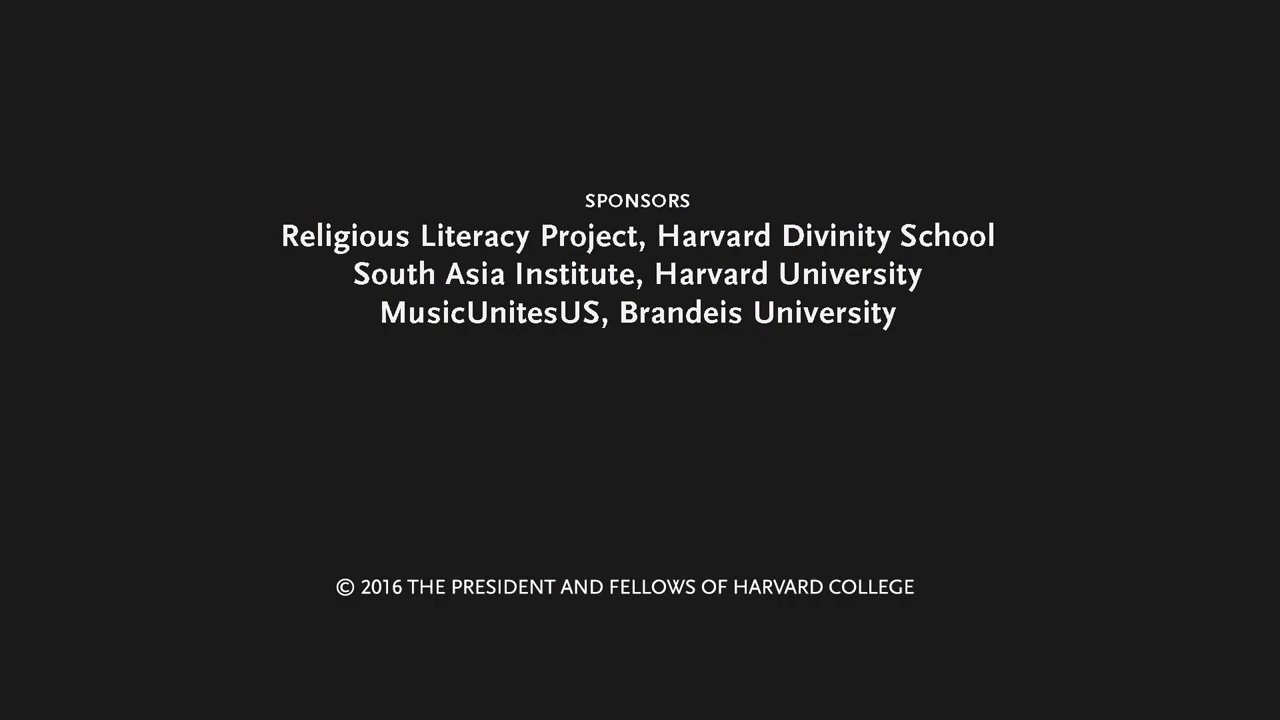 SPONSORS
Religious Literacy Project, Harvard Divinity School
South Asia Institute, Harvard University
MusicUnitesUS, Brandeis University
© 2016 THE PRESIDENT AND FELLOWS OF HARVARD COLLEGE